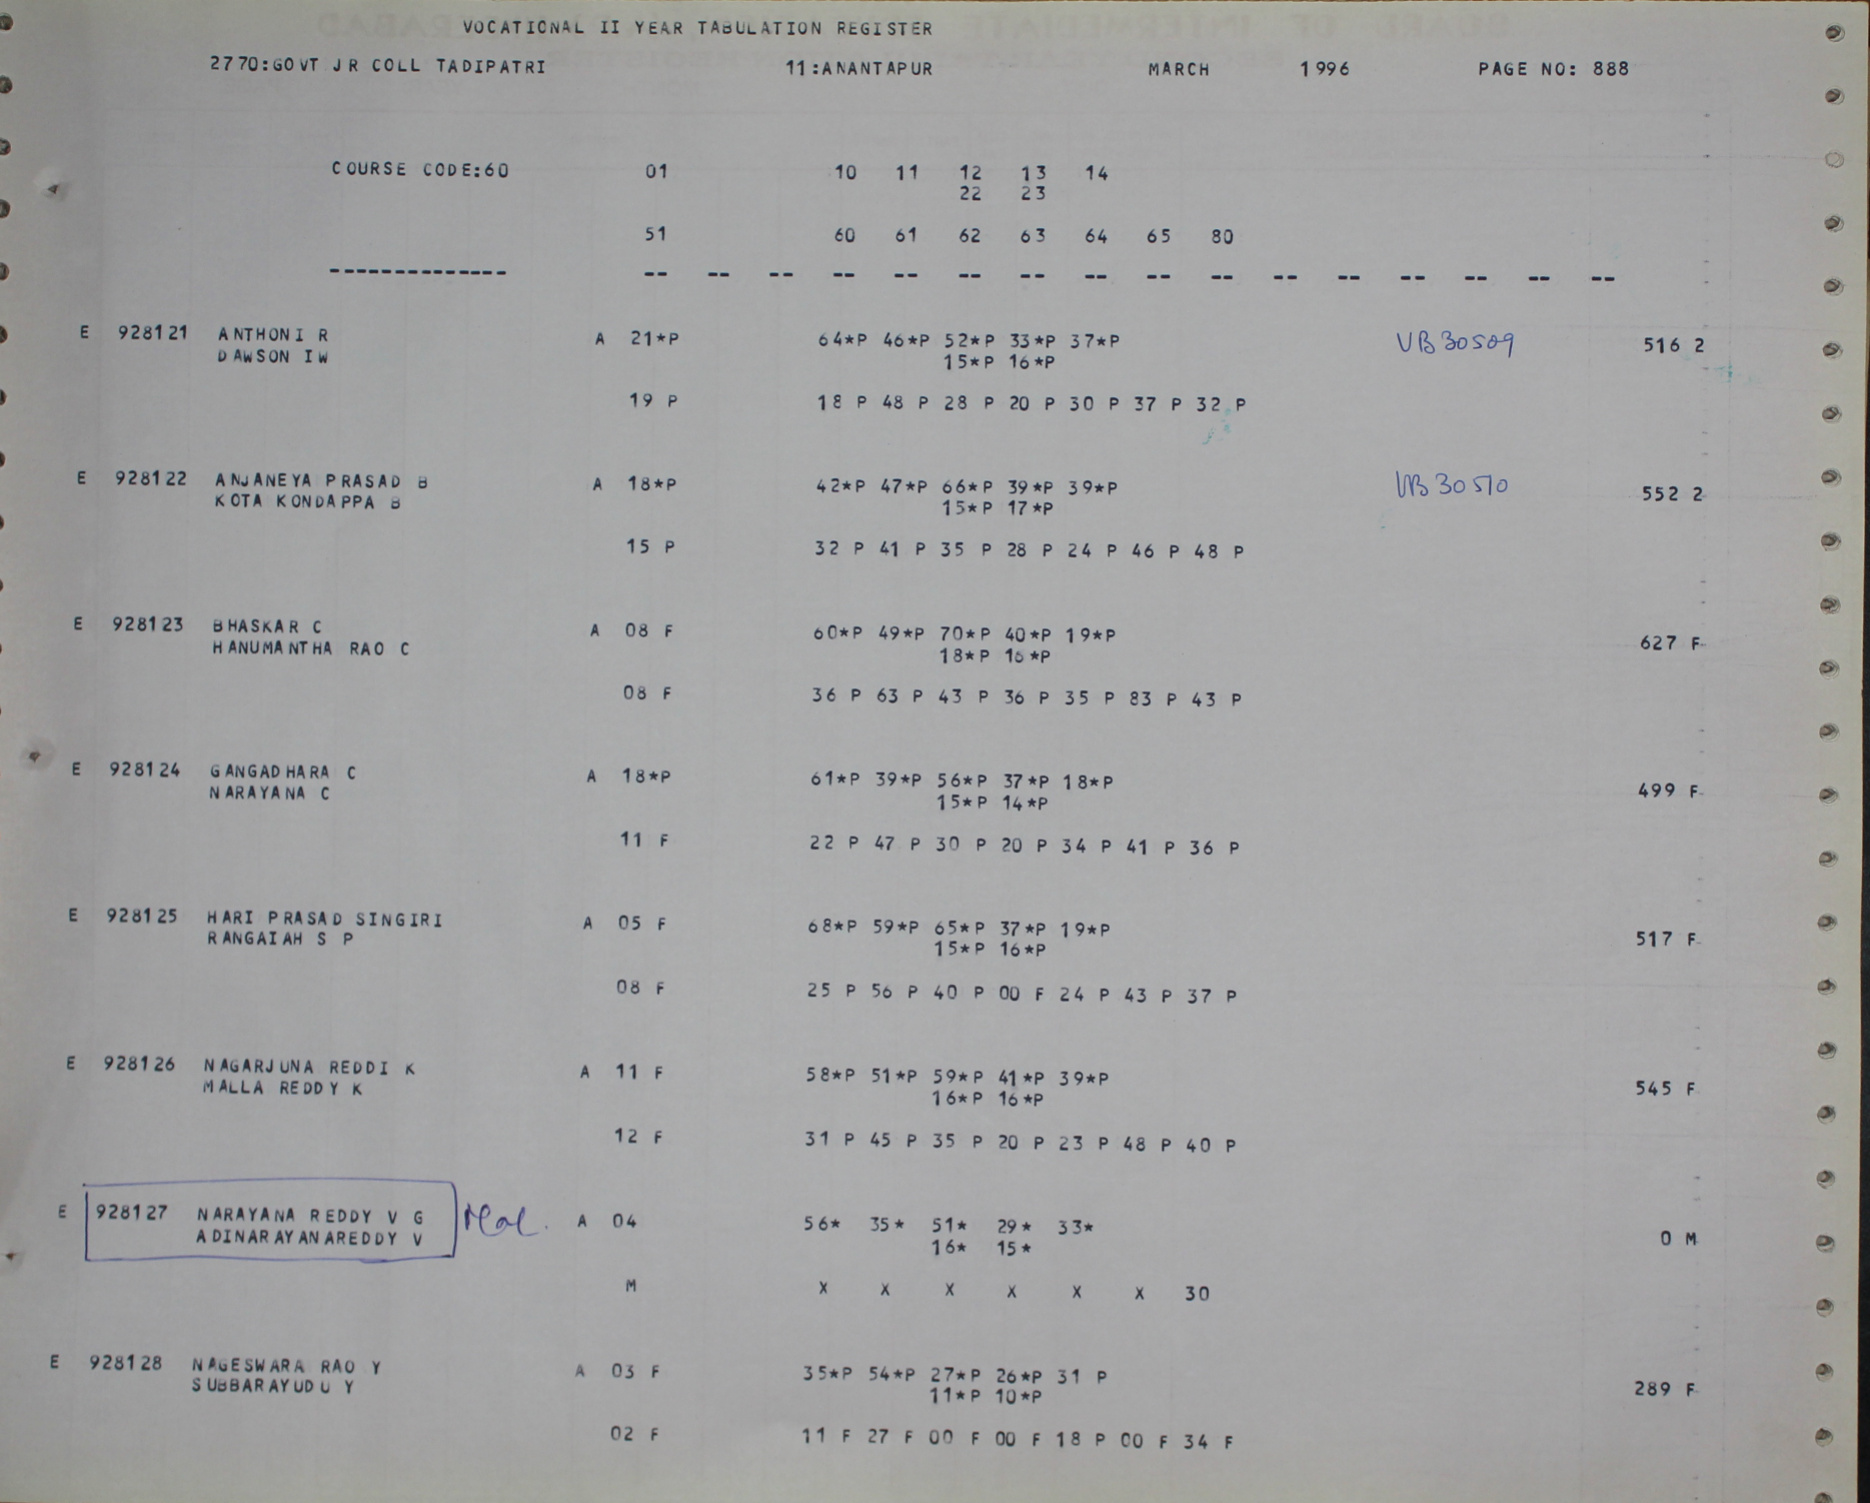 VOCATIONAL II YEAR TABULATION REGISTER
2770:GOVT JR COLL TADIPATRI 11:ANANTAPUR MARCH 1996 PAGE NO: 888
COURSE CODE:60 01 10 11 12 13 14
22 23
51 60 61 62 63 64 65 80
-------------- -- -- -- -- -- -- -- -- -- -- -- -- -- -- -- --
E 928121 ANTHONI R A 21*P 64*P 46*P 52*P 33*P 37*P VB30509 516 2
DAWSON IW 15*P 16*P
19 P 18 P 48 P 28 P 20 P 30 P 37 P 32 P
E 928122 ANJANEYA PRASAD B A 18*P 42*P 47*P 66*P 39*P 39*P VB30510 552 2
KOTA KONDAPPA B 15*P 17*P
15 P 32 P 41 P 35 P 28 P 24 P 46 P 48 P
E 928123 BHASKAR C A 08 F 60*P 49*P 70*P 40*P 19*P 627 F
HANUMANTHA RAO C 18*P 16*P
08 F 36 P 63 P 43 P 36 P 35 P 83 P 43 P
E 928124 GANGADHARA C A 18*P 61*P 39*P 56*P 37*P 18*P 499 F
NARAYANA C 15*P 14*P
11 F 22 P 47 P 30 P 20 P 34 P 41 P 36 P
E 928125 HARI PRASAD SINGIRI A 05 F 68*P 59*P 65*P 37*P 19*P 517 F
RANGAIAH S P 15*P 16*P
08 F 25 P 56 P 40 P 00 F 24 P 43 P 37 P
E 928126 NAGARJUNA REDDI K A 11 F 58*P 51*P 59*P 41*P 39*P 545 F
MALLA REDDY K 16*P 16*P
12 F 31 P 45 P 35 P 20 P 23 P 48 P 40 P
E 928127 NARAYANA REDDY V G A 04 56* 35* 51* 29* 33* 0 M
ADINARAYANAREDDY V 16* 15*
M X X X X X X 30
E 928128 NAGESWARA RAO Y A 03 F 35*P 54*P 27*P 26*P 31 P 289 F
SUBBARAYUDU Y 11*P 10*P
02 F 11 F 27 F 00 F 00 F 18 P 00 F 34 F